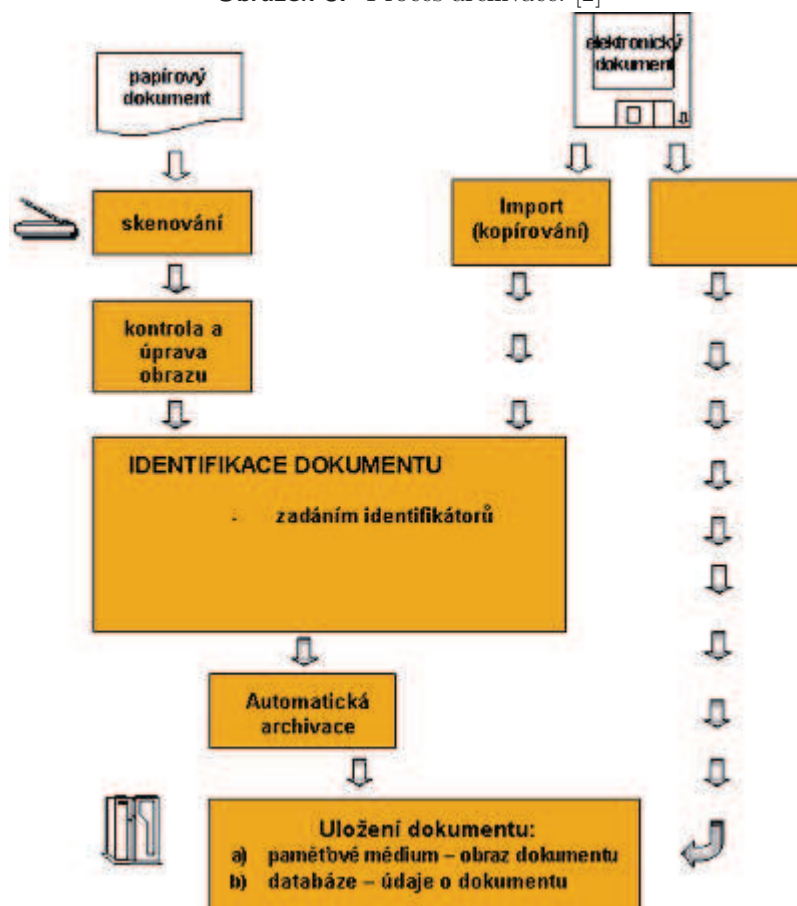 papírový
dokument
elektronický
dokument
skenování
Import
(kopírování)
kontrola a
úprava
obrazu
IDENTIFIKACE DOKUMENTU
- zadáním identifikátorů
Automatická
archivace
Uložení dokumentu:
a) paměťové médium – obraz dokumentu
b) databáze – údaje o dokumentu